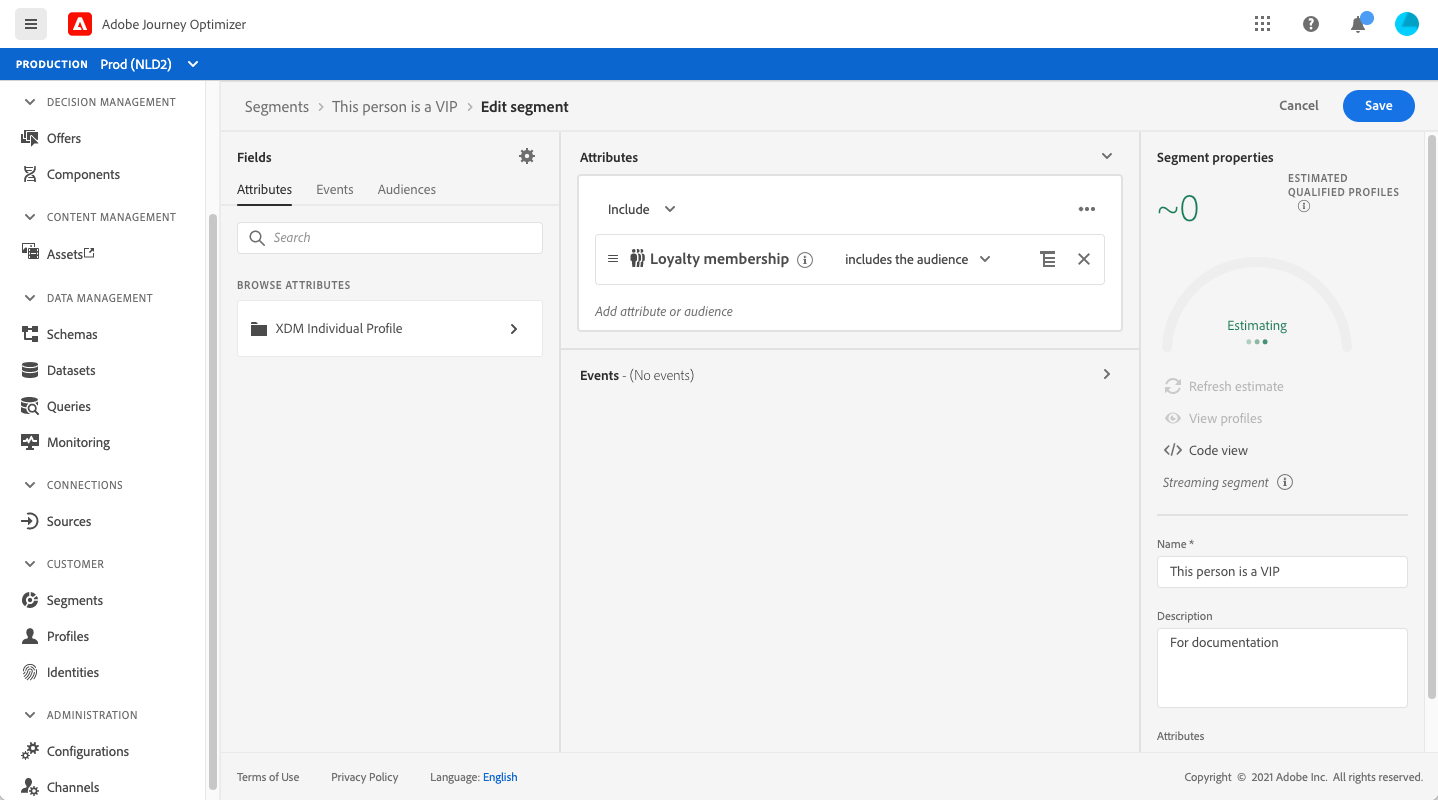 Adobe Journey Optimizer
PRODUCTION Prod (NLD2)
DECISION MANAGEMENT
Offers
Components
CONTENT MANAGEMENT
Assets
DATA MANAGEMENT
Schemas
Datasets
Queries
Monitoring
CONNECTIONS
Sources
CUSTOMER
Segments
Profiles
Identities
ADMINISTRATION
Configurations
Channels
Segments > This person is a VIP > Edit segment
Cancel
Save
Fields
Attributes Events Audiences
Search
BROWSE ATTRIBUTES
XDM Individual Profile
Attributes
Include
Loyalty membership includes the audience
Add attribute or audience
Events - (No events)
Segment properties
~0
ESTIMATED
QUALIFIED PROFILES
Estimating
Refresh estimate
View profiles
</> Code view
Streaming segment
Name *
This person is a VIP
Description
For documentation
Attributes
Terms of Use Privacy Policy Language: English
Copyright © 2021 Adobe Inc. All rights reserved.